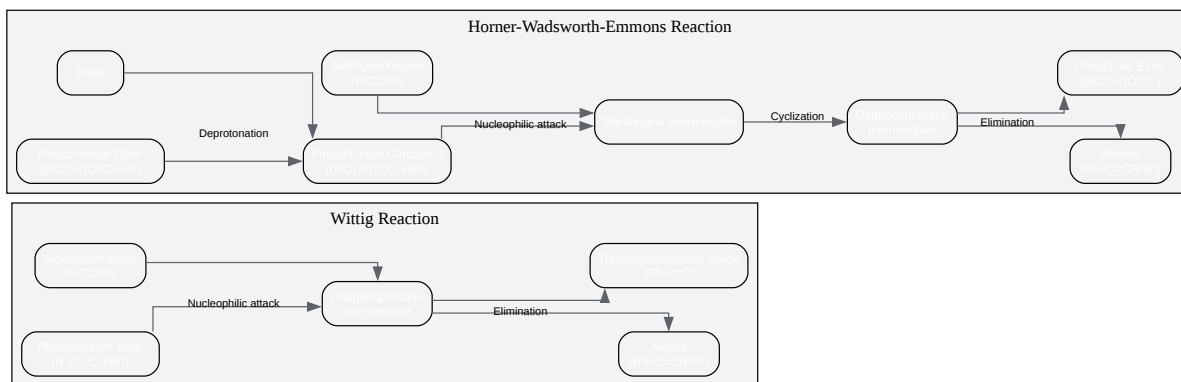 Horner-Wadsworth-Emmons Reaction
Base
Aldehyde/Ketone
(R²COR³)
Phosphate Ester
((RO)₂P(O)O⁻)
Deprotonation
Nucleophilic attack
Tetrahedral Intermediate
Cyclization
Oxaphosphetane
Intermediate
Elimination
Phosphonate Ester
((RO)₂P(O)CH₂R¹)
Phosphonate Carbanion
((RO)₂P(O)C⁻HR¹)
Alkene
(R¹HC=CR²R³)
Wittig Reaction
Aldehyde/Ketone
(R²COR³)
Triphenylphosphine Oxide
(Ph₃P=O)
Nucleophilic attack
Oxaphosphetane
Intermediate
Elimination
Phosphonium Ylide
(R₃P⁺-C⁻HR¹)
Alkene
(R¹HC=CR²R³)